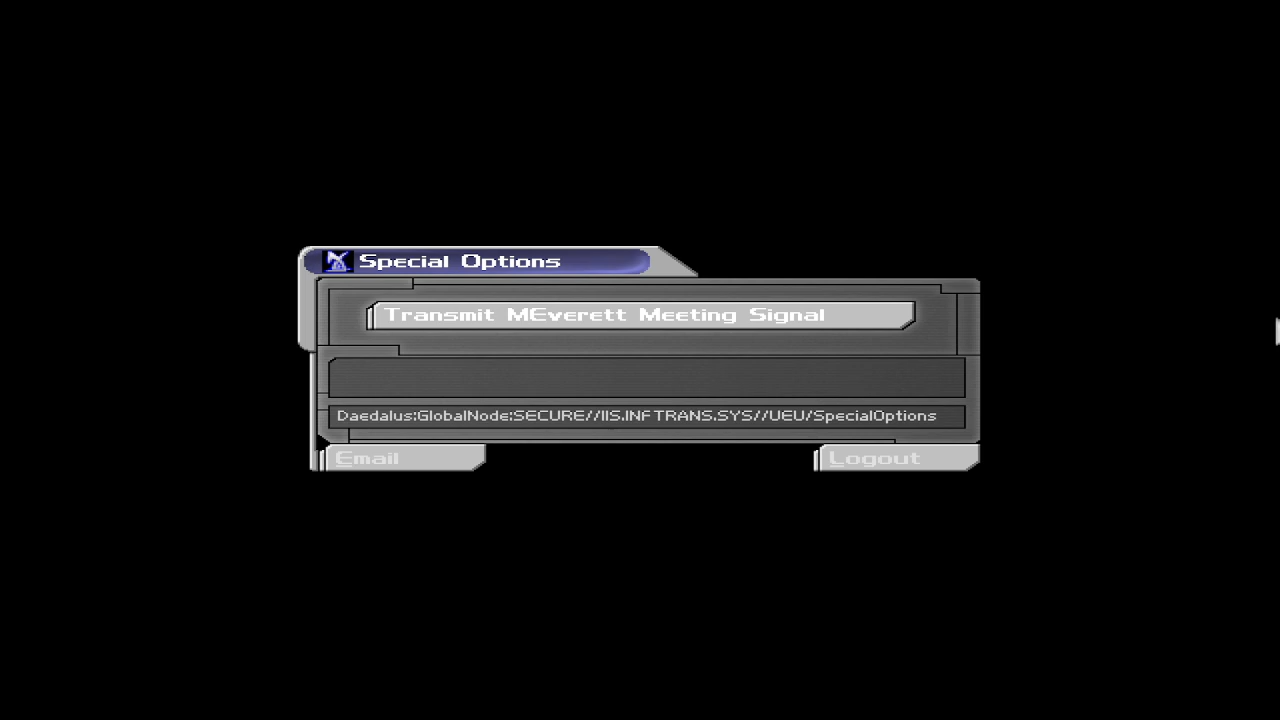 Special Options
Transmit MEverett Meeting Signal
Daedalus:GlobalNode:SECURE//IIS.INFTRANS.SYS//UEU/SpecialOptions
Email
Logout